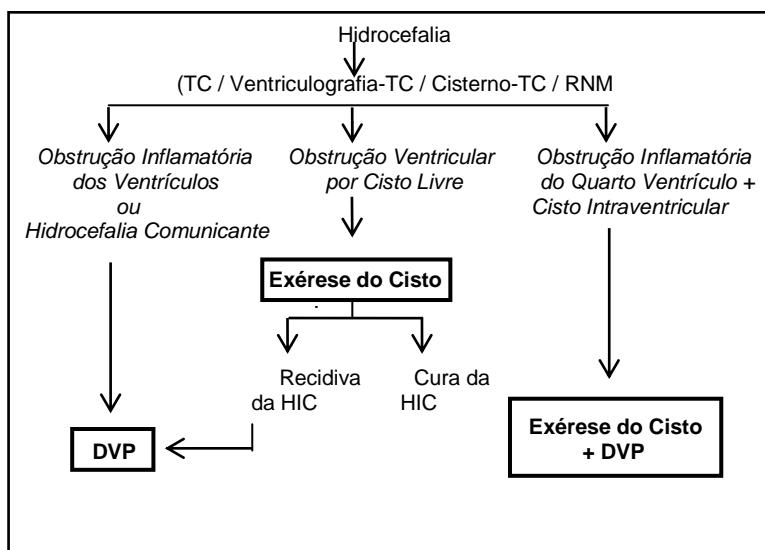 Hidrocefalia
(TC / Ventriculografia-TC / Cisterno-TC / RNM
Obstrução Inflamatória
dos Ventrículos
ou
Hidrocefalia Comunicante
Obstrução Ventricular
por Cisto Livre
Obstrução Inflamatória
do Quarto Ventrículo +
Cisto Intraventricular
Exérese do Cisto
Recidiva
da HIC
Cura da
HIC
DVP
Exérese do Cisto
+ DVP